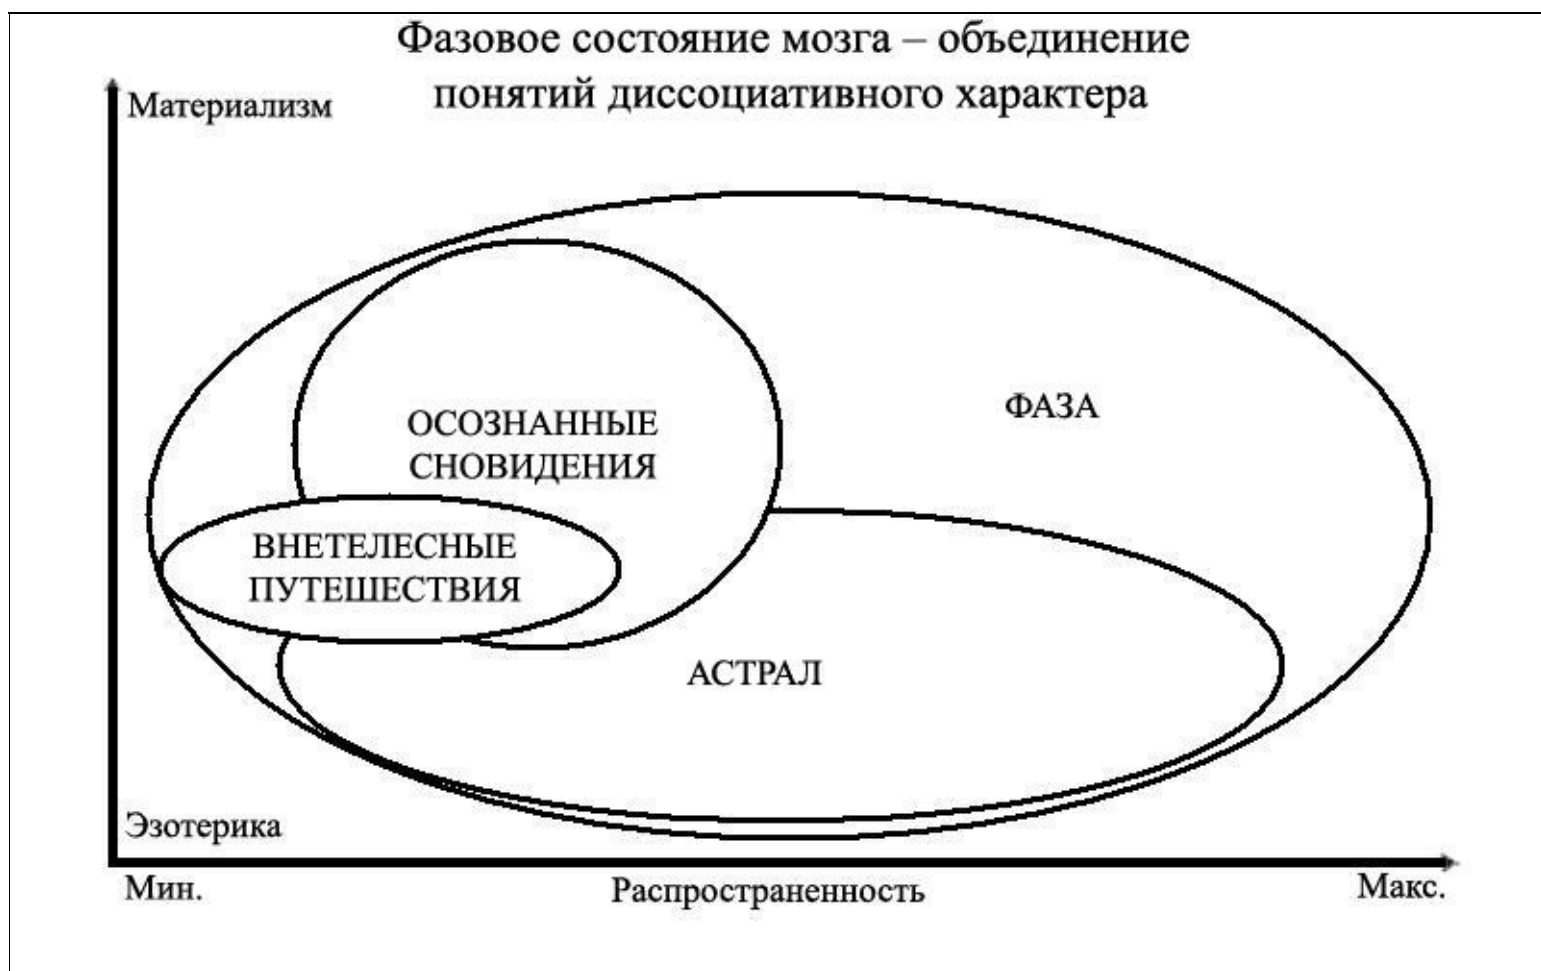 Фазовое состояние мозга – объединение
понятий диссоциативного характера
Материализм
ФАЗА
ОСОЗНАННЫЕ
СНОВИДЕНИЯ
ВНЕТЕЛЕСНЫЕ
ПУТЕШЕСТВИЯ
АСТРАЛ
Эзотерика
Мин.
Распространенность
Макс.